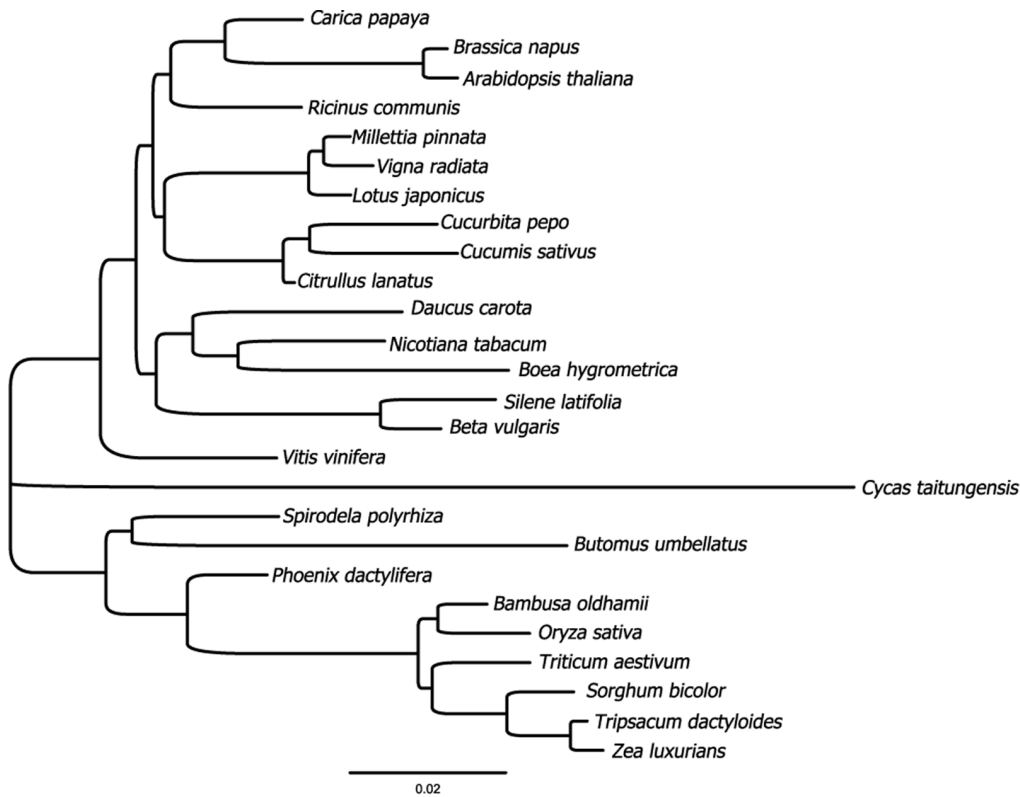 Carica papaya
Brassica napus
Arabidopsis thaliana
Ricinus communis
Millettia pinnata
Vigna radiata
Lotus japonicus
Cucurbita pepo
Cucumis sativus
Citrullus lanatus
Daucus carota
Nicotiana tabacum
Boea hygrometrica
Silene latifolia
Beta vulgaris
Vitis vinifera
Cycas taitungensis
Spirodela polyrhiza
Butomus umbellatus
Phoenix dactylifera
Bambusa oldhamii
Oryza sativa
Triticum aestivum
Sorghum bicolor
Tripsacum dactyloides
Zea luxurians
0.02